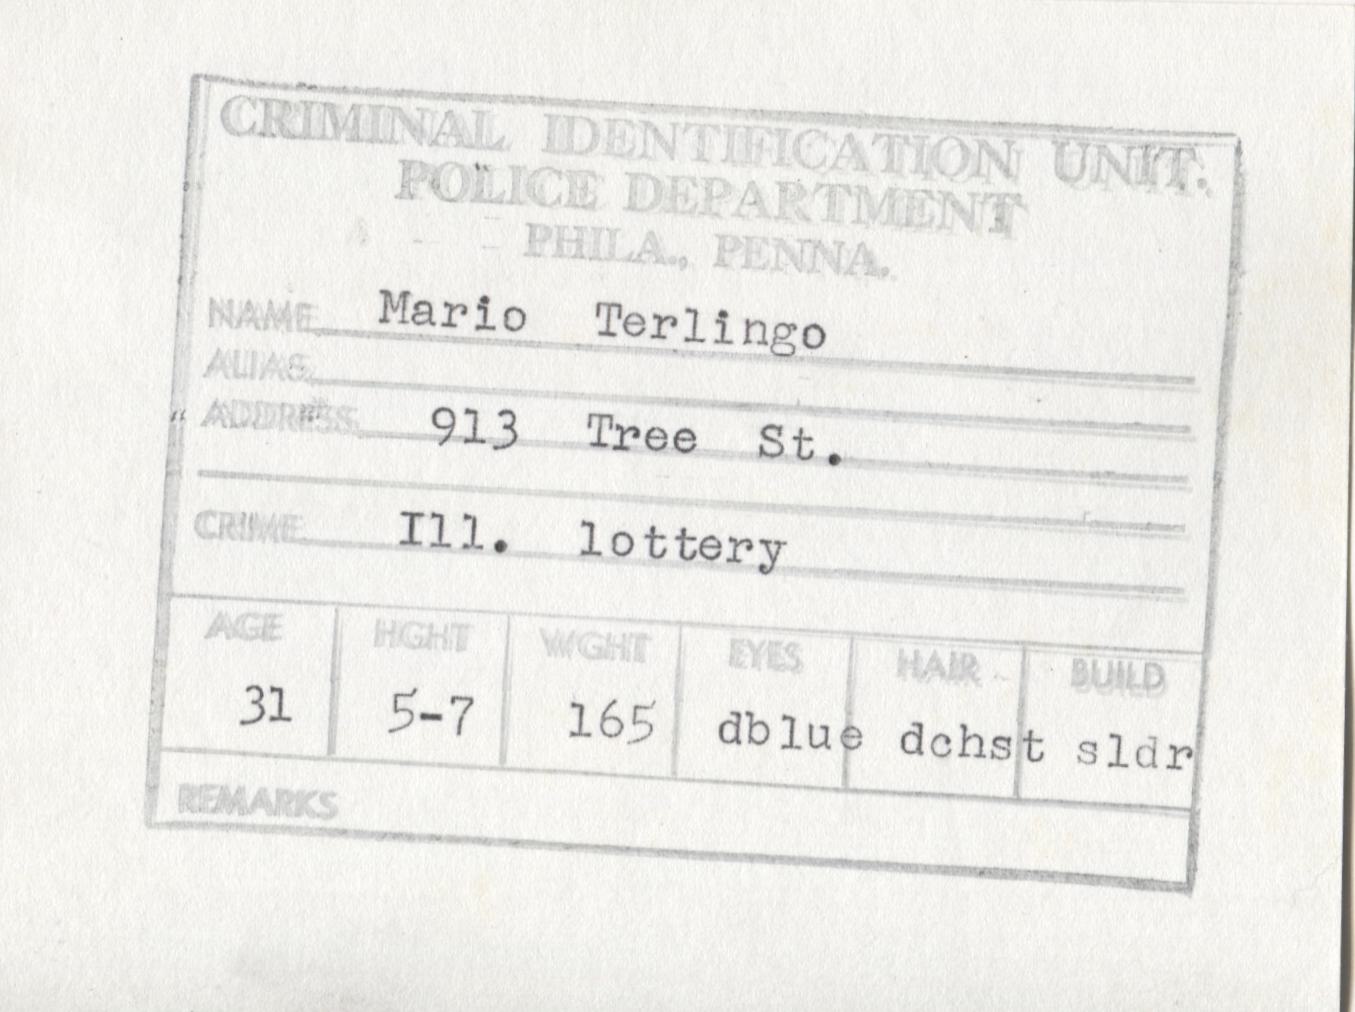 CRIMINAL IDENTIFICATION UNIT.
POLICE DEPARTMENT
PHILA., PENNA.
NAME Mario Terlingo
ALIAS
ADDRESS 913 Tree St.
CRIME Ill. lottery
AGE HGHT WGHT EYES HAIR BUILD
31 5-7 165 dblue dchst sldr
REMARKS